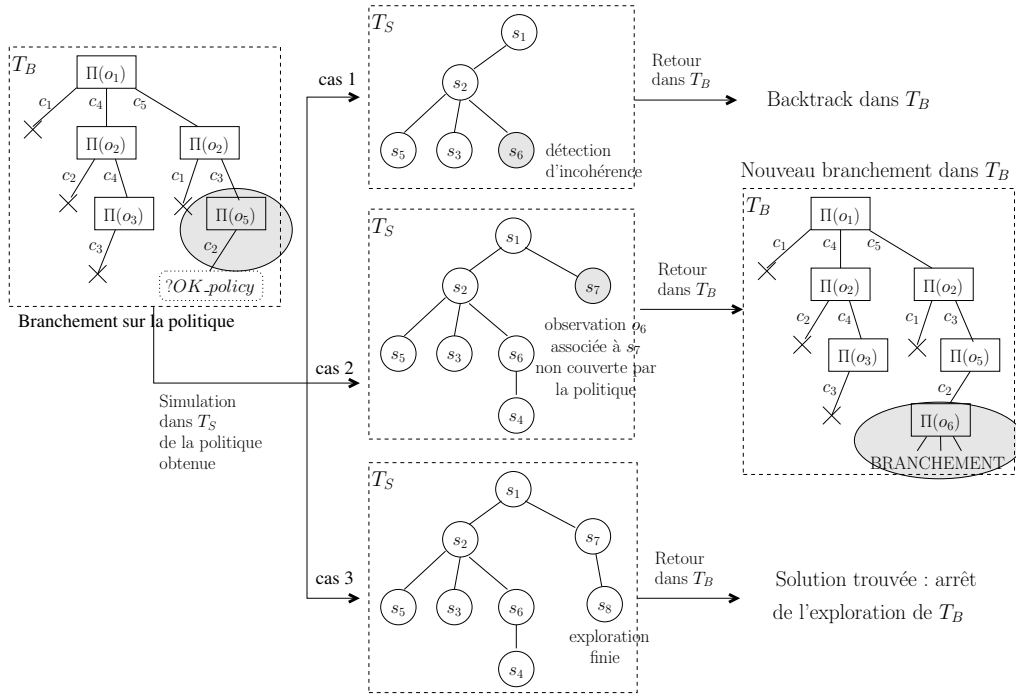 T_B
Π(o_1)
c_1
c_4
c_5
Π(o_2)
Π(o_2)
c_2
c_4
c_1
c_3
Π(o_3)
Π(o_5)
c_3
c_2
?OK_policy
Branchement sur la politique
Simulation
dans T_S
de la politique
obtenue
cas 1
T_S
s_1
s_2
s_5
s_3
s_6
détection
d'incohérence
Retour
dans T_B
Backtrack dans T_B
cas 2
T_S
s_1
s_2
s_7
s_5
s_3
s_6
s_4
observation o_6
associée à s_7
non couverte par
la politique
Retour
dans T_B
Nouveau branchement dans T_B
T_B
Π(o_1)
c_1
c_4
c_5
Π(o_2)
Π(o_2)
c_2
c_4
c_1
c_3
Π(o_3)
Π(o_5)
c_3
c_2
Π(o_6)
BRANCHEMENT
cas 3
T_S
s_1
s_2
s_7
s_5
s_3
s_6
s_8
s_4
exploration
finie
Retour
dans T_B
Solution trouvée : arrêt
de l'exploration de T_B